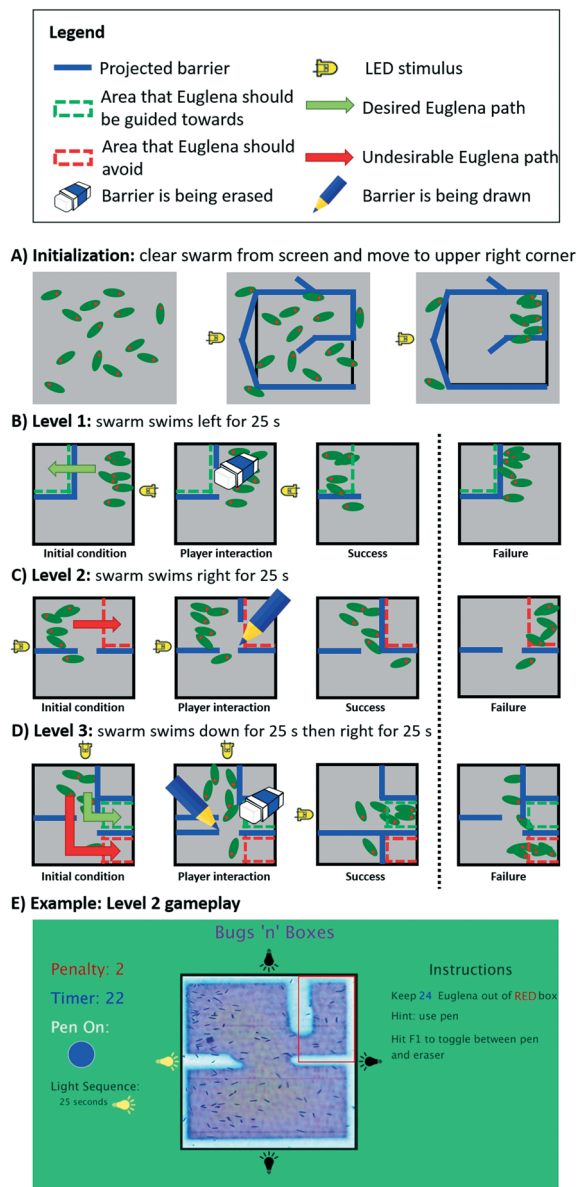 Legend
Projected barrier
LED stimulus
Area that Euglena should
be guided towards
Desired Euglena path
Area that Euglena should
avoid
Undesirable Euglena path
Barrier is being erased
Barrier is being drawn
A) Initialization: clear swarm from screen and move to upper right corner
B) Level 1: swarm swims left for 25 s
Initial condition
Player interaction
Success
Failure
C) Level 2: swarm swims right for 25 s
Initial condition
Player interaction
Success
Failure
D) Level 3: swarm swims down for 25 s then right for 25 s
Initial condition
Player interaction
Success
Failure
E) Example: Level 2 gameplay
Bugs 'n' Boxes
Penalty: 2
Timer: 22
Pen On:
Light Sequence:
25 seconds
Instructions
Keep 24 Euglena out of RED box
Hint: use pen
Hit F1 to toggle between pen
and eraser